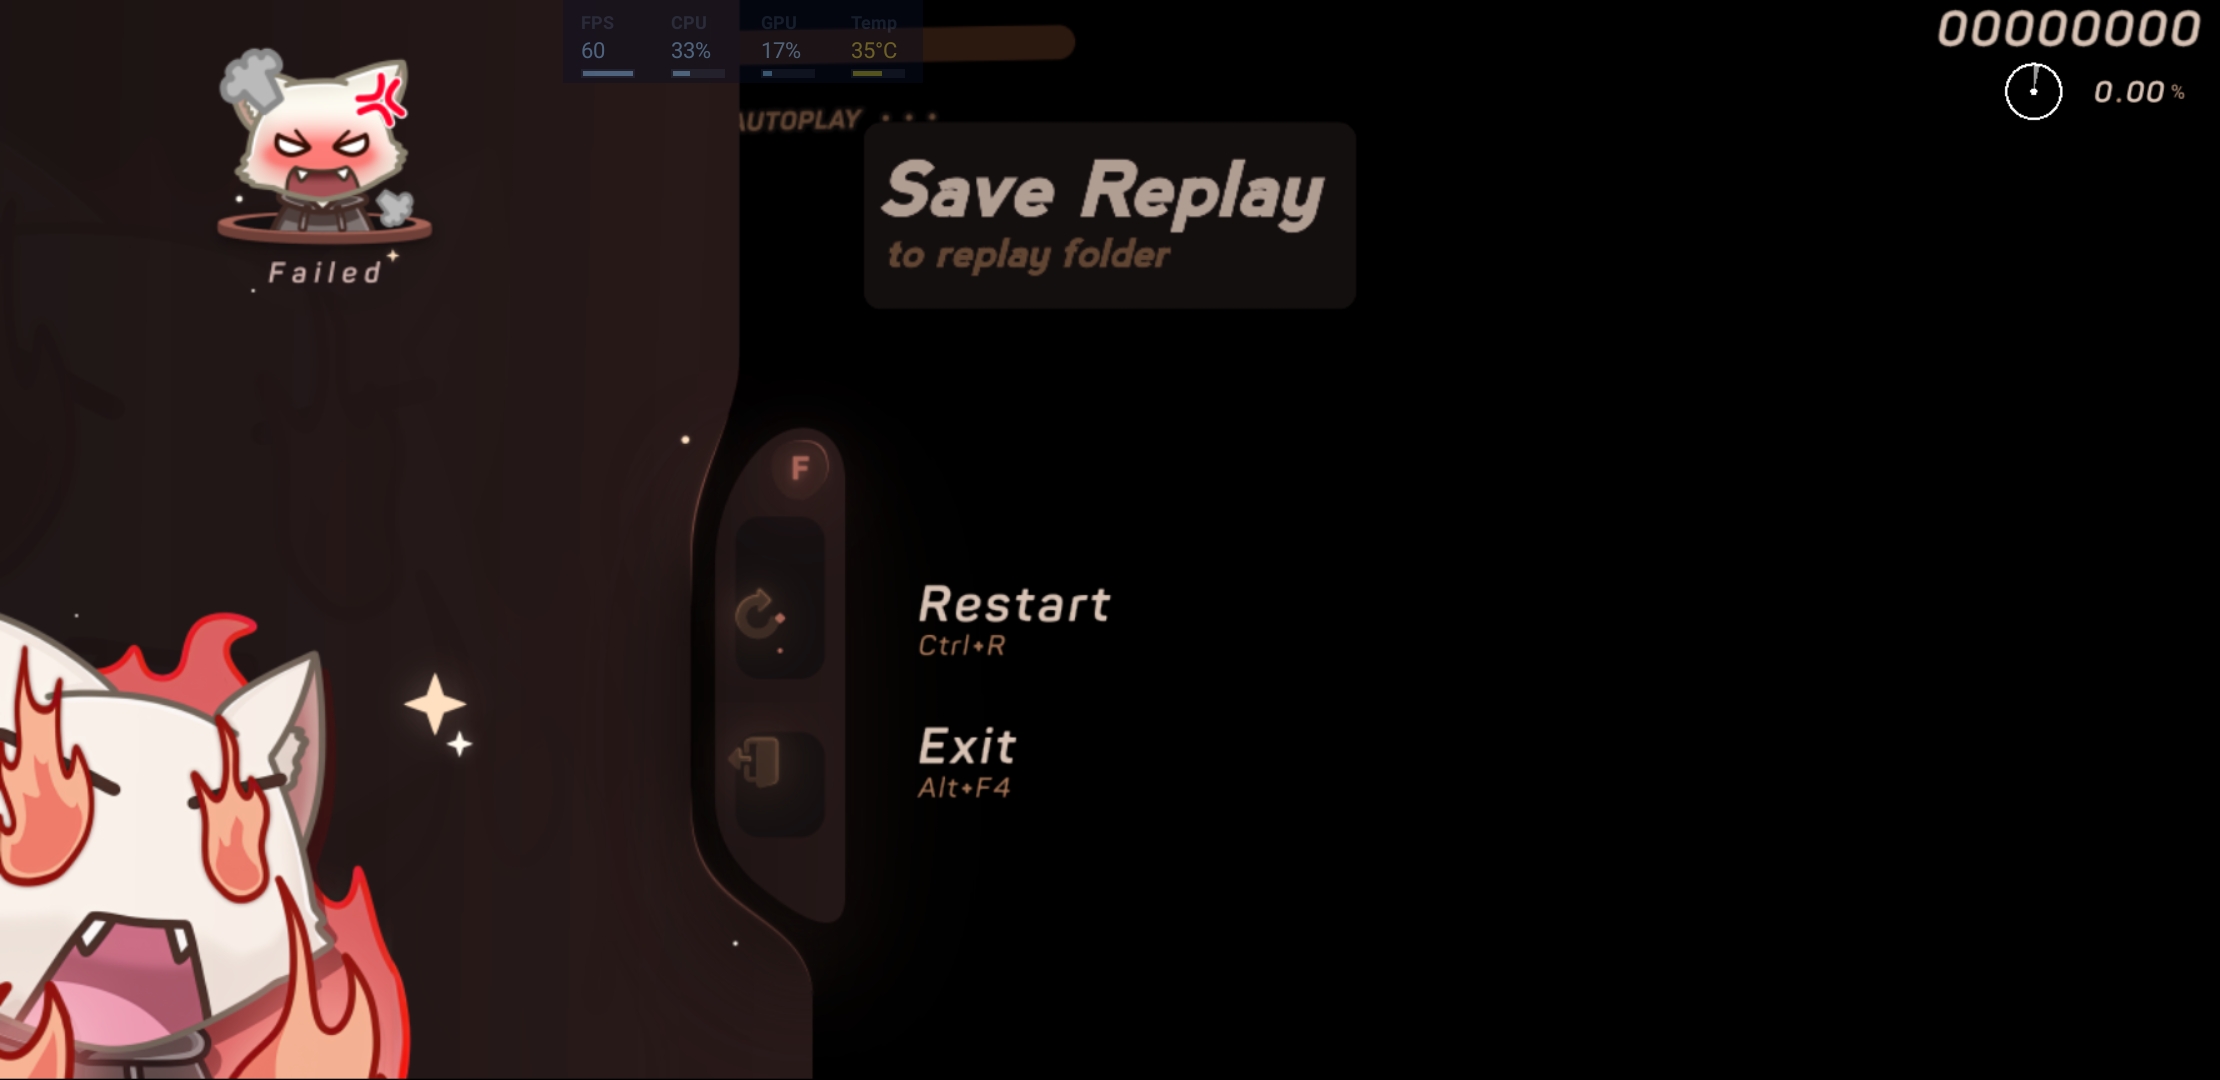 FPS CPU GPU Temp
60 33% 17% 35°C
00000000
0.00 %
AUTOPLAY
Save Replay
to replay folder
Failed
F
Restart
Ctrl+R
Exit
Alt+F4